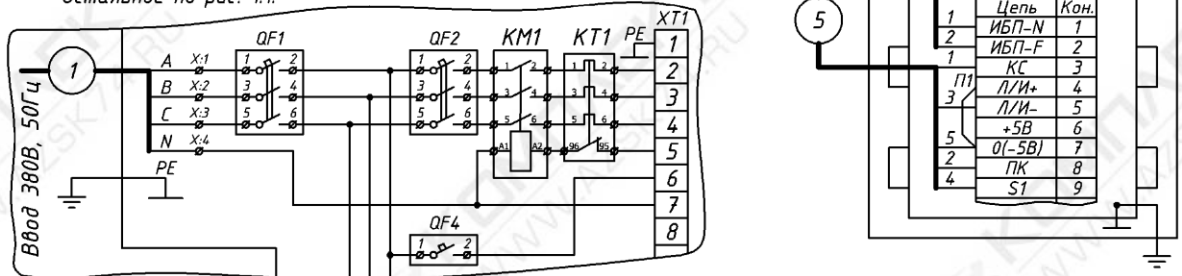 Остальное по рис. 1.1.
Ввод 380В, 50Гц
1
A X:1
B X:2
C X:3
N X:4
PE
QF1
1 2
3 4
5 6
QF2
1 2
3 4
5 6
KM1
1 2
3 4
5 6
A1 A2
KT1
1 2
3 4
5 6
96 95
PE
XT1
1
2
3
4
5
6
7
8
QF4
1 2
5
Цепь Кон.
1 ИБП-N 1
2 ИБП-F 2
1 КС 3
П1
Л/И+ 4
3 Л/И- 5
+5В 6
5 0(-5В) 7
2 ПК 8
4 S1 9